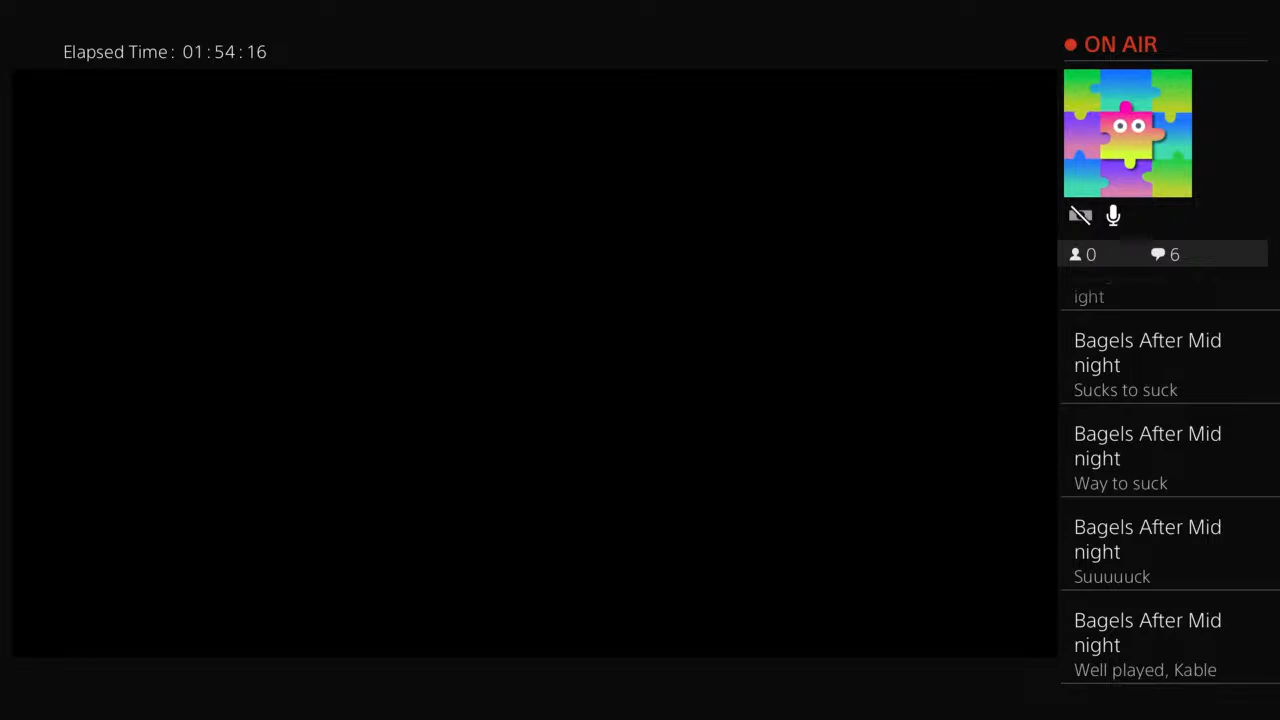 Elapsed Time: 01:54:16
ON AIR
0 6
ight
Bagels After Mid
night
Sucks to suck
Bagels After Mid
night
Way to suck
Bagels After Mid
night
Suuuuuck
Bagels After Mid
night
Well played, Kable